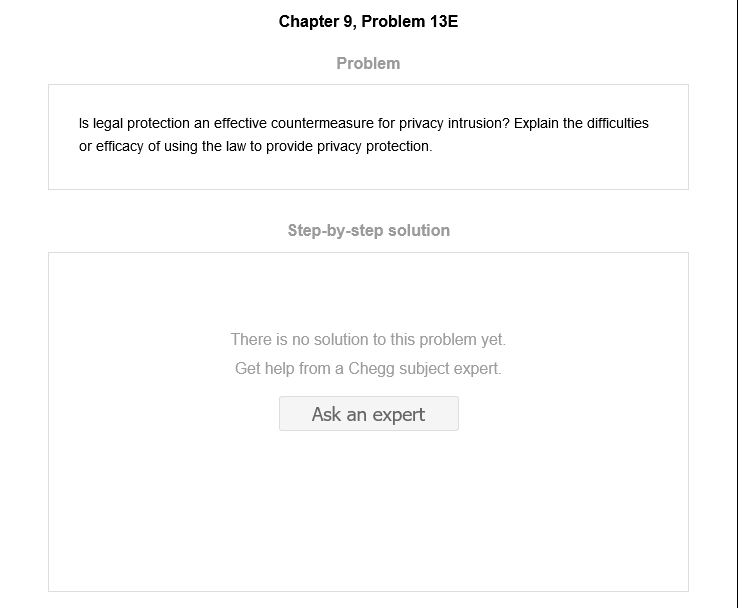 Chapter 9, Problem 13E
Problem
Is legal protection an effective countermeasure for privacy intrusion? Explain the difficulties
or efficacy of using the law to provide privacy protection.
Step-by-step solution
There is no solution to this problem yet.
Get help from a Chegg subject expert.
Ask an expert